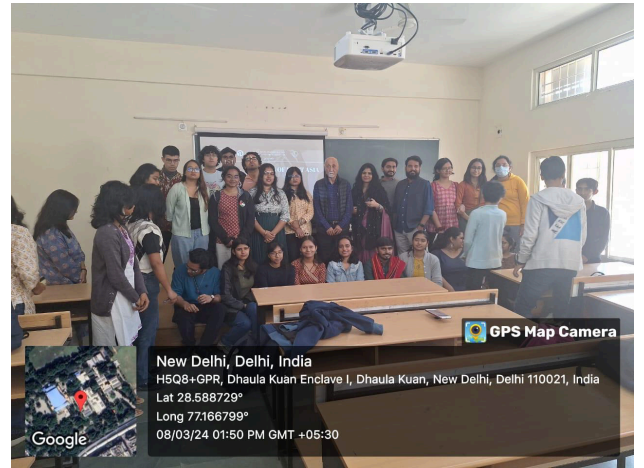 GPS Map Camera
New Delhi, Delhi, India
H5Q8+GPR, Dhaula Kuan Enclave I, Dhaula Kuan, New Delhi, Delhi 110021, India
Lat 28.588729°
Long 77.166799°
08/03/24 01:50 PM GMT +05:30
Google